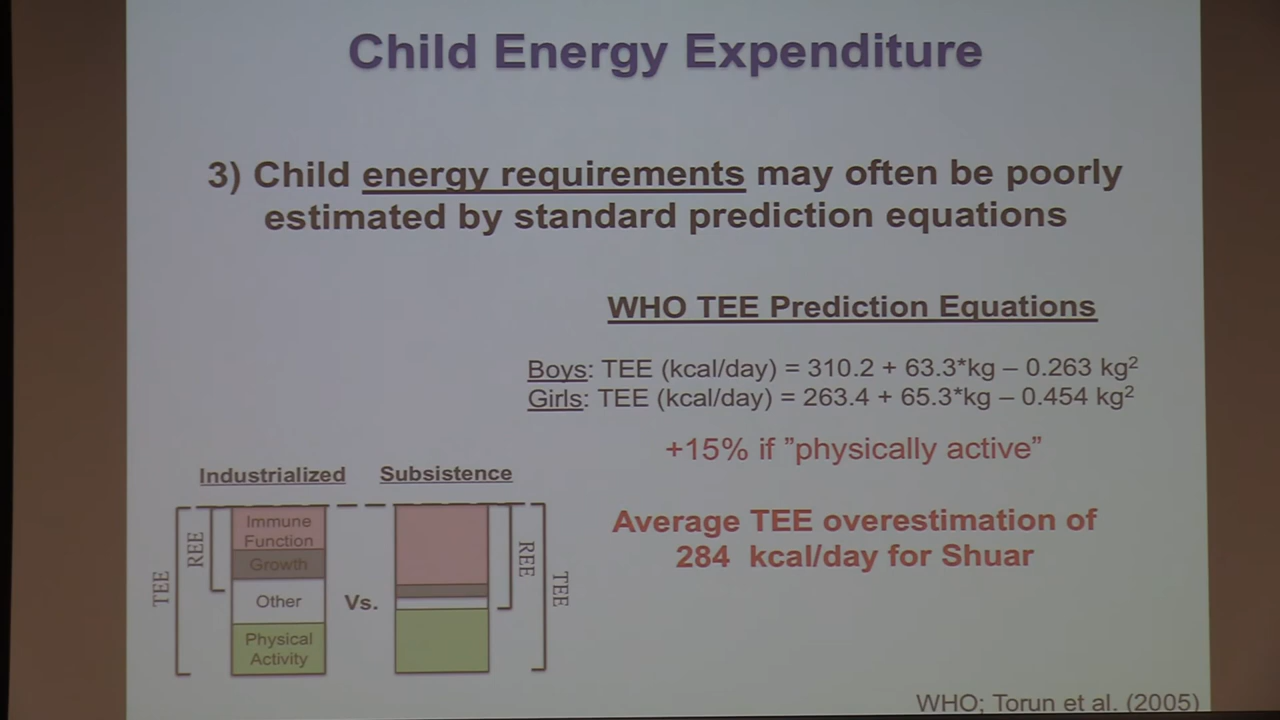 Child Energy Expenditure
3) Child energy requirements may often be poorly
estimated by standard prediction equations
WHO TEE Prediction Equations
Boys: TEE (kcal/day) = 310.2 + 63.3*kg – 0.263 kg²
Girls: TEE (kcal/day) = 263.4 + 65.3*kg – 0.454 kg²
+15% if ”physically active”
Average TEE overestimation of
284 kcal/day for Shuar
Industrialized
Subsistence
TEE
REE
Immune
Function
Growth
Other
Physical
Activity
Vs.
REE
TEE
WHO; Torun et al. (2005)